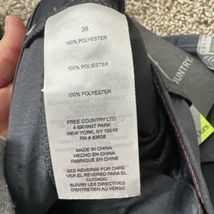 36
100% POLYESTER
100% POLYESTER
100% POLYESTER
FREE COUNTRY LTD
4 BRYANT PARK
NEW YORK, NY 10018
RN # 83608
MADE IN CHINA
HECHO EN CHINA
FABRIQUÉ EN CHINE
SEE REVERSE FOR CARE
VER EL REVERSO PARA EL
CUIDADO
SUIVRE LES DIRECTIVES
D'ENTRETIEN AU VERSO
UNTRY